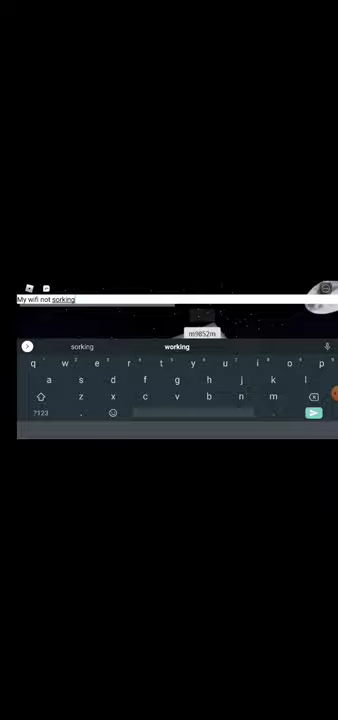 My wifi not sorking
m9852m
sorking working
q w e r t y u i o p
a s d f g h j k l
z x c v b n m
?123 .